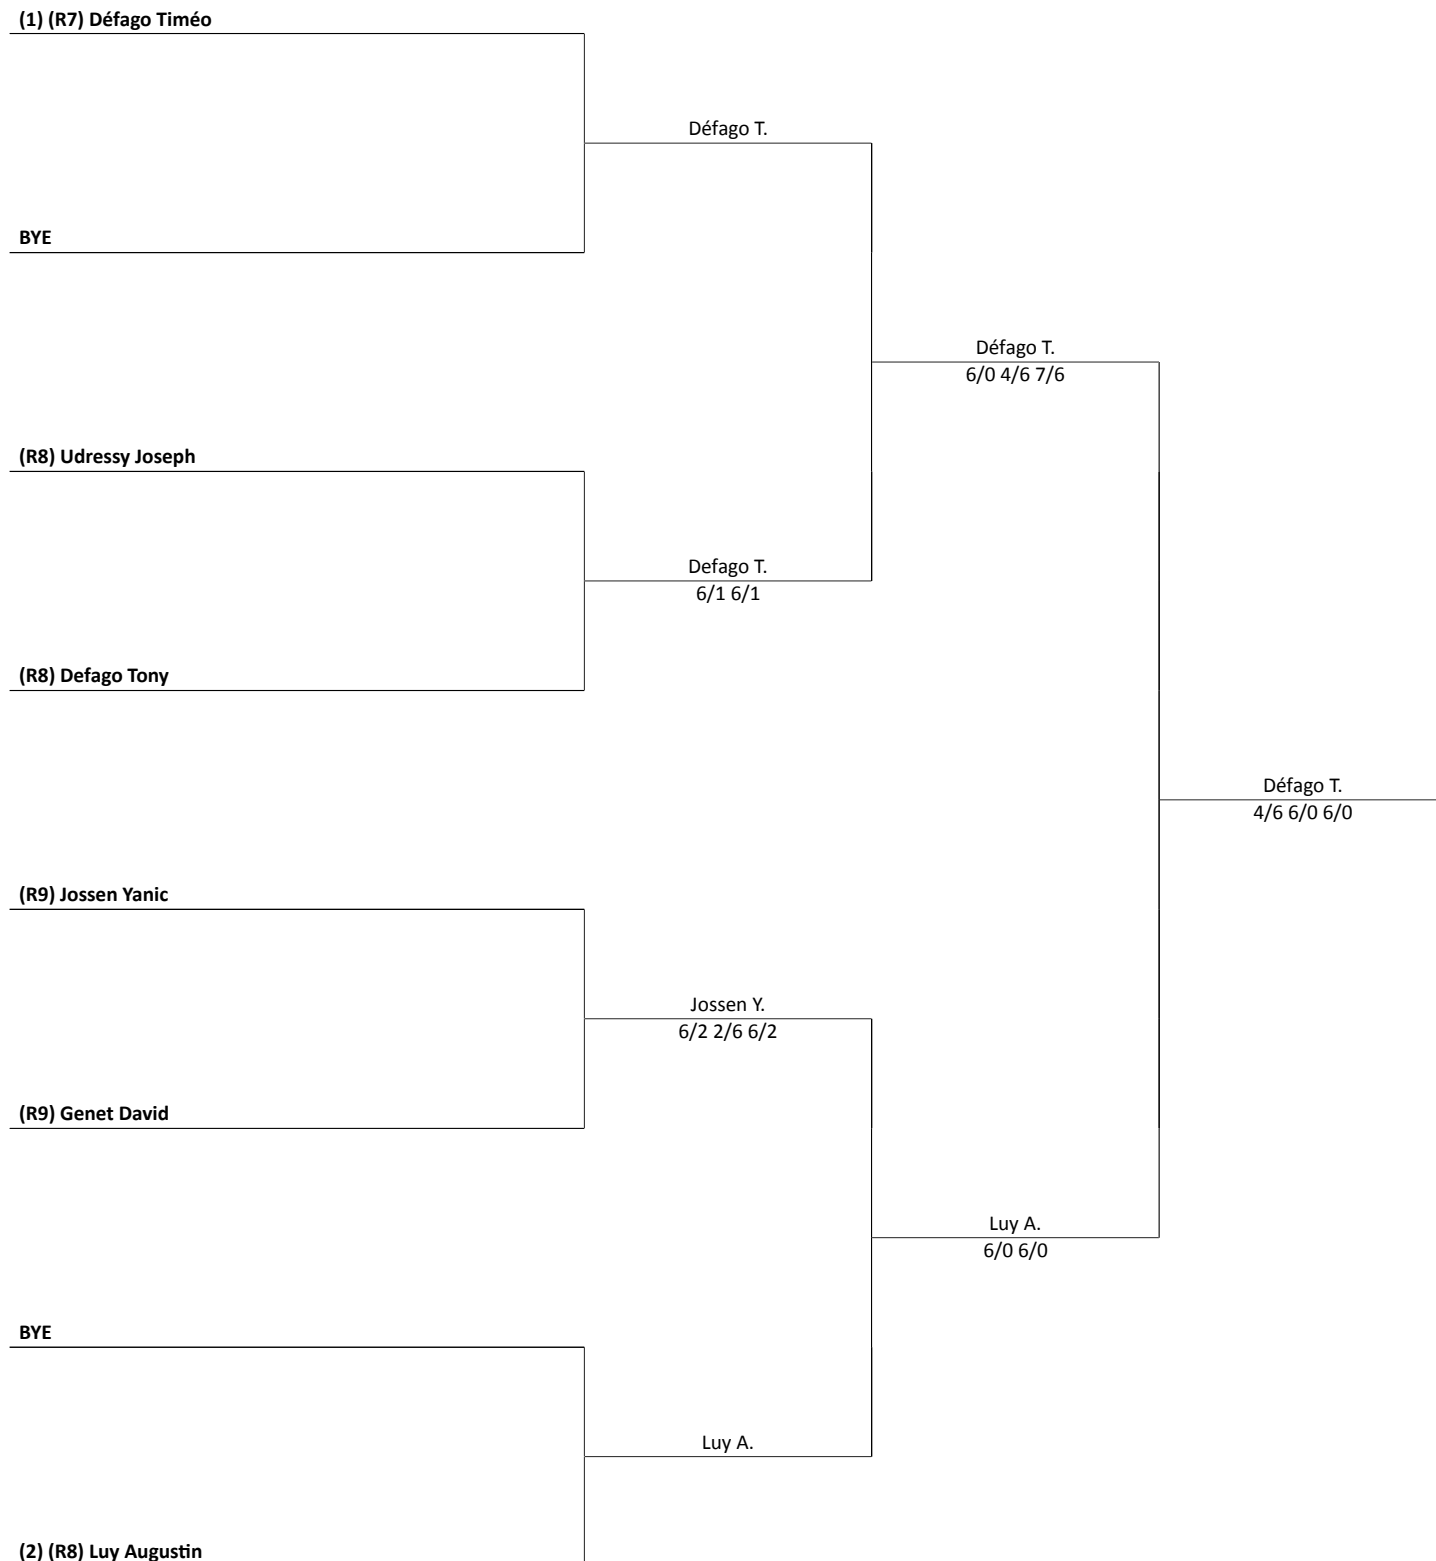 (1) (R7) Défago Timéo
Défago T.
BYE
Défago T.
6/0 4/6 7/6
(R8) Udressy Joseph
Defago T.
6/1 6/1
(R8) Defago Tony
Défago T.
4/6 6/0 6/0
(R9) Jossen Yanic
Jossen Y.
6/2 2/6 6/2
(R9) Genet David
Luy A.
6/0 6/0
BYE
Luy A.
(2) (R8) Luy Augustin